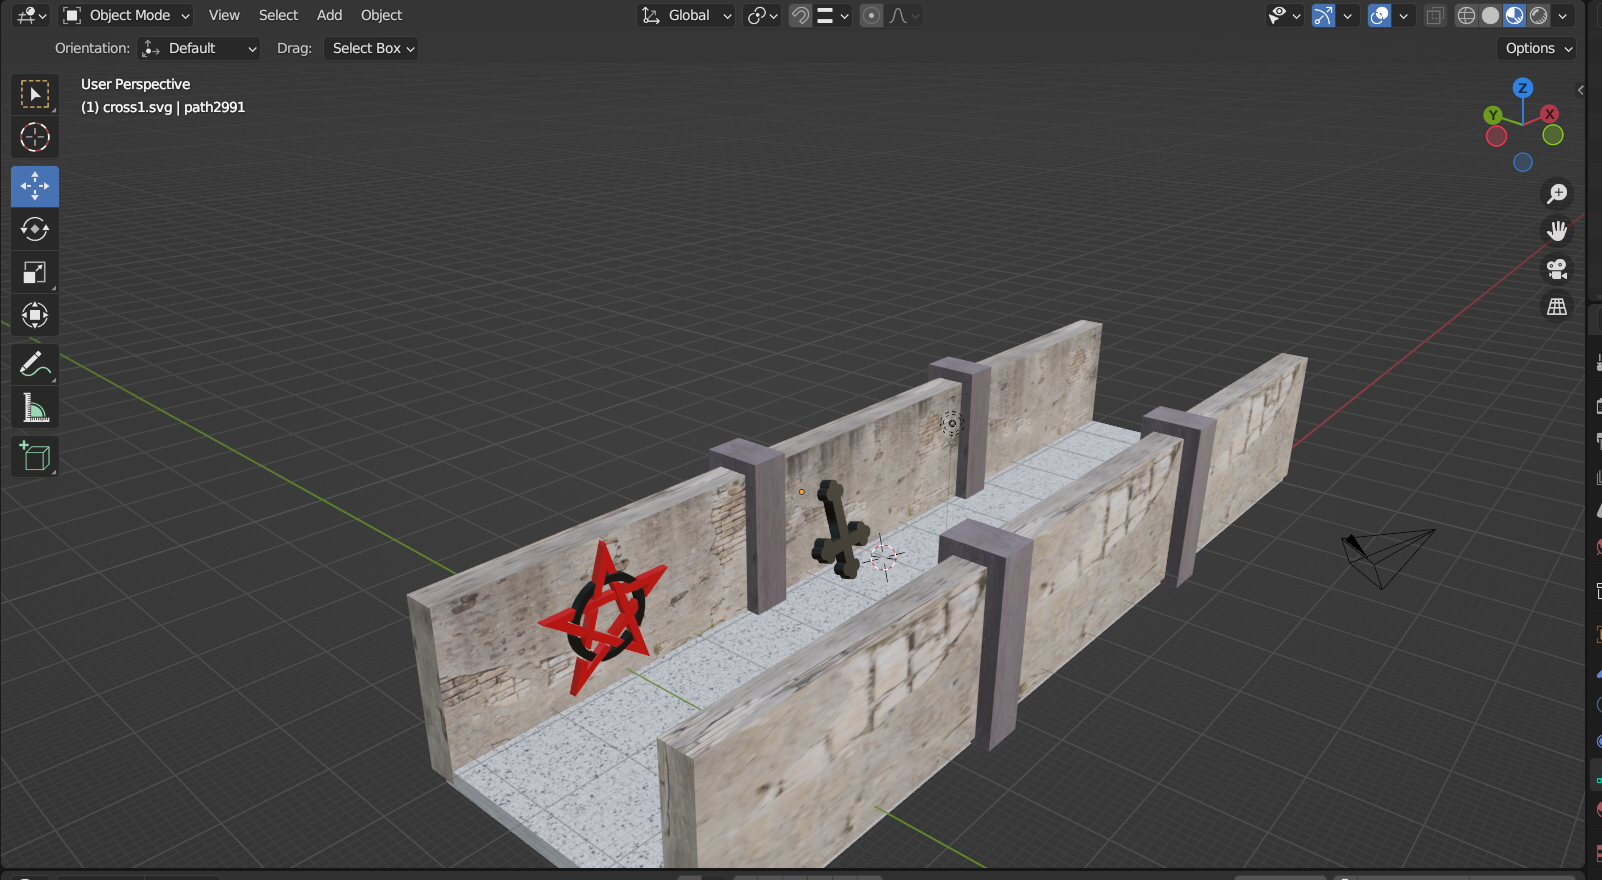 Object Mode View Select Add Object Global
Orientation: Default Drag: Select Box Options
User Perspective
(1) cross1.svg | path2991
Z
Y X